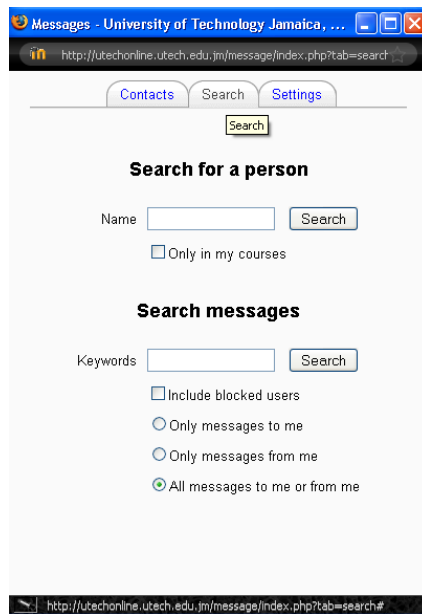 Messages - University of Technology Jamaica, ...
http://utechonline.utech.edu.jm/message/index.php?tab=search
Contacts Search Settings
Search
Search for a person
Name Search
Only in my courses
Search messages
Keywords Search
Include blocked users
Only messages to me
Only messages from me
All messages to me or from me
http://utechonline.utech.edu.jm/message/index.php?tab=search#